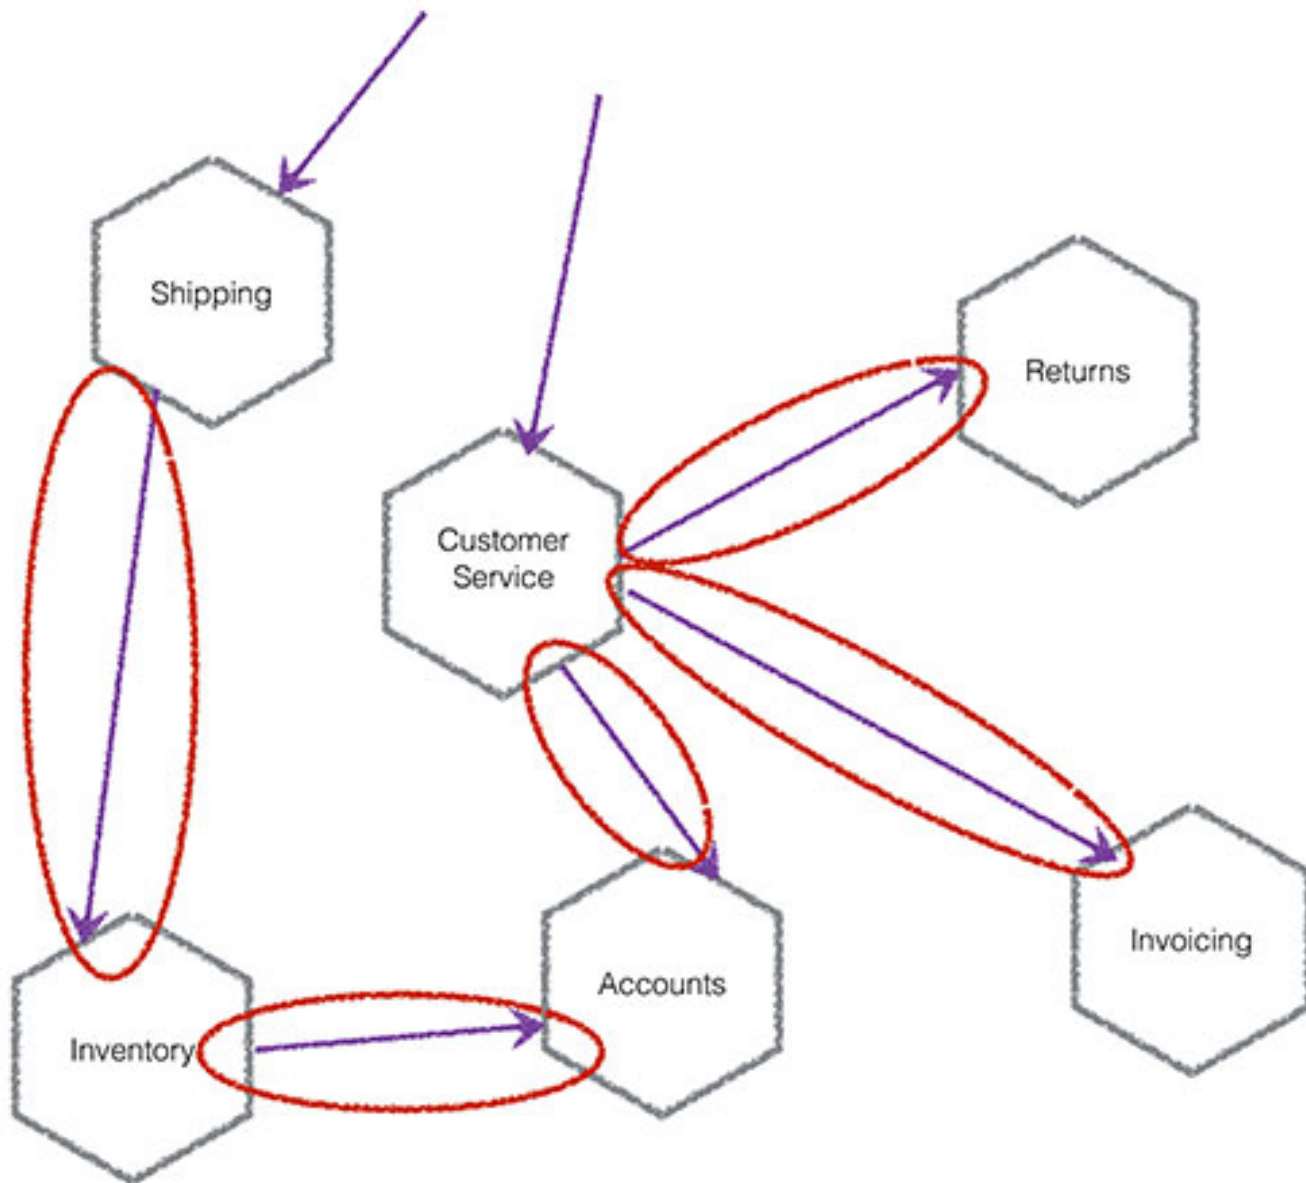 Shipping
Returns
Customer
Service
Invoicing
Accounts
Inventory